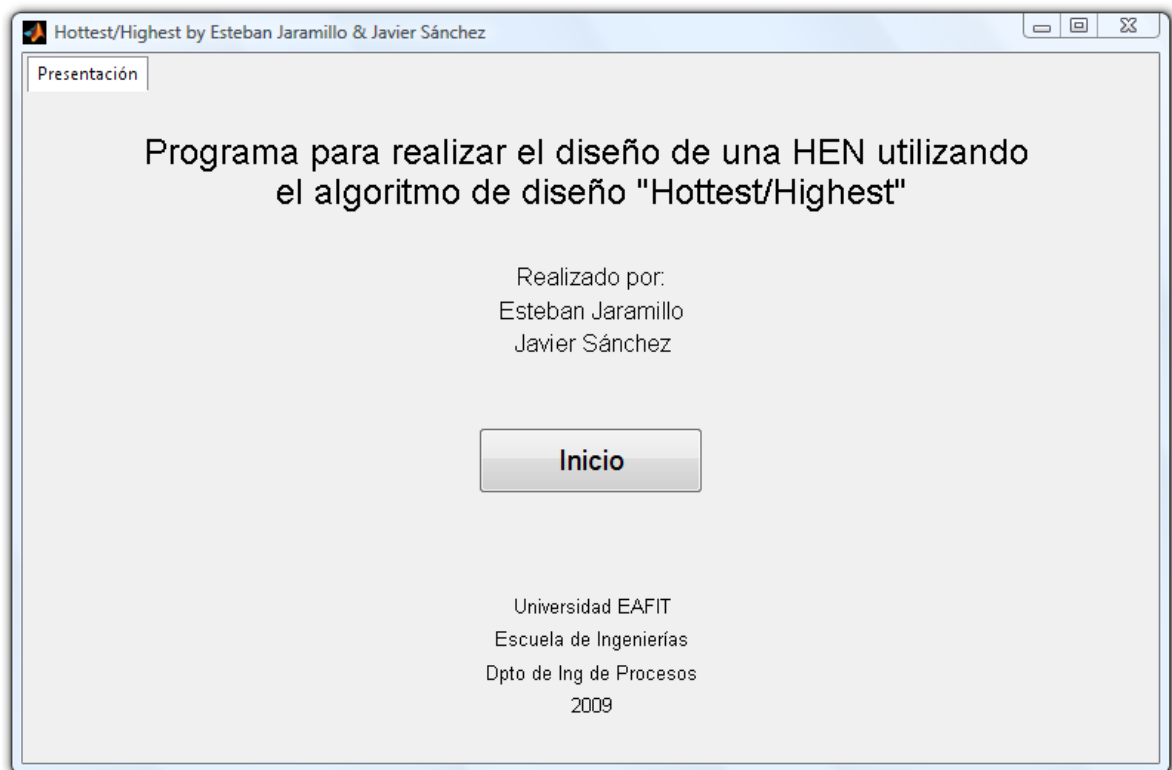 Hottest/Highest by Esteban Jaramillo & Javier Sánchez
Presentación
Programa para realizar el diseño de una HEN utilizando
el algoritmo de diseño "Hottest/Highest"
Realizado por:
Esteban Jaramillo
Javier Sánchez
Inicio
Universidad EAFIT
Escuela de Ingenierías
Dpto de Ing de Procesos
2009